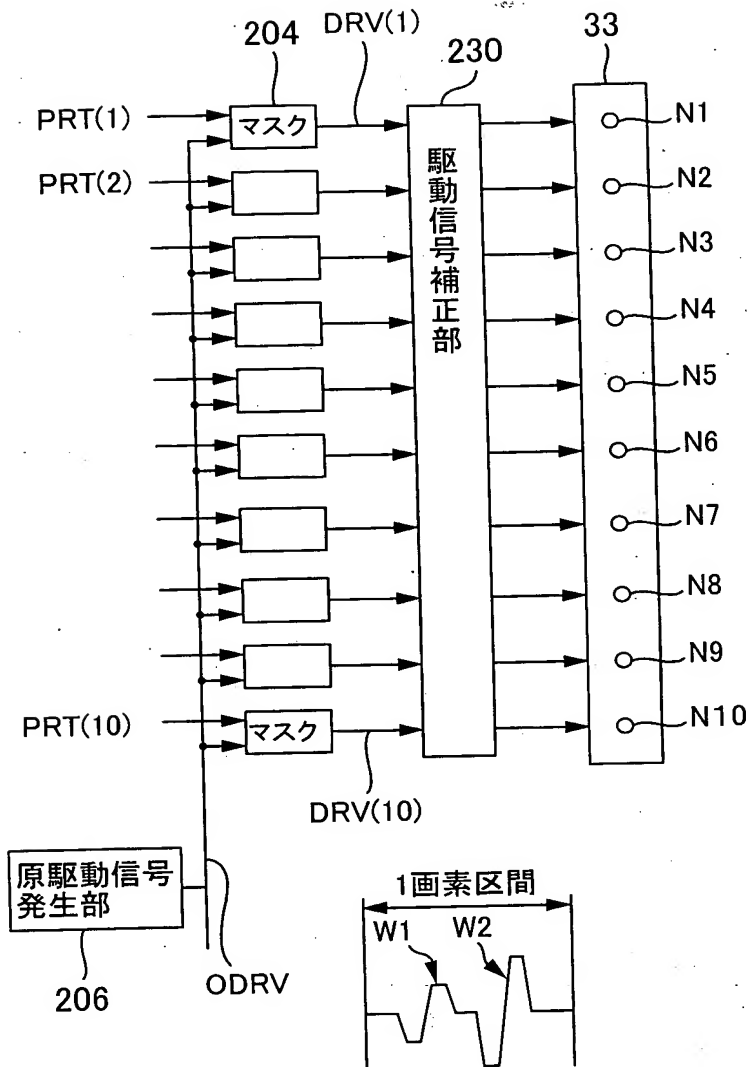 DRV(1)
204
230
33
PRT(1)
マスク
N1
PRT(2)
N2
駆動信号補正部
N3
N4
N5
N6
N7
N8
N9
PRT(10)
マスク
N10
DRV(10)
原駆動信号
発生部
206
ODRV
1画素区間
W1
W2